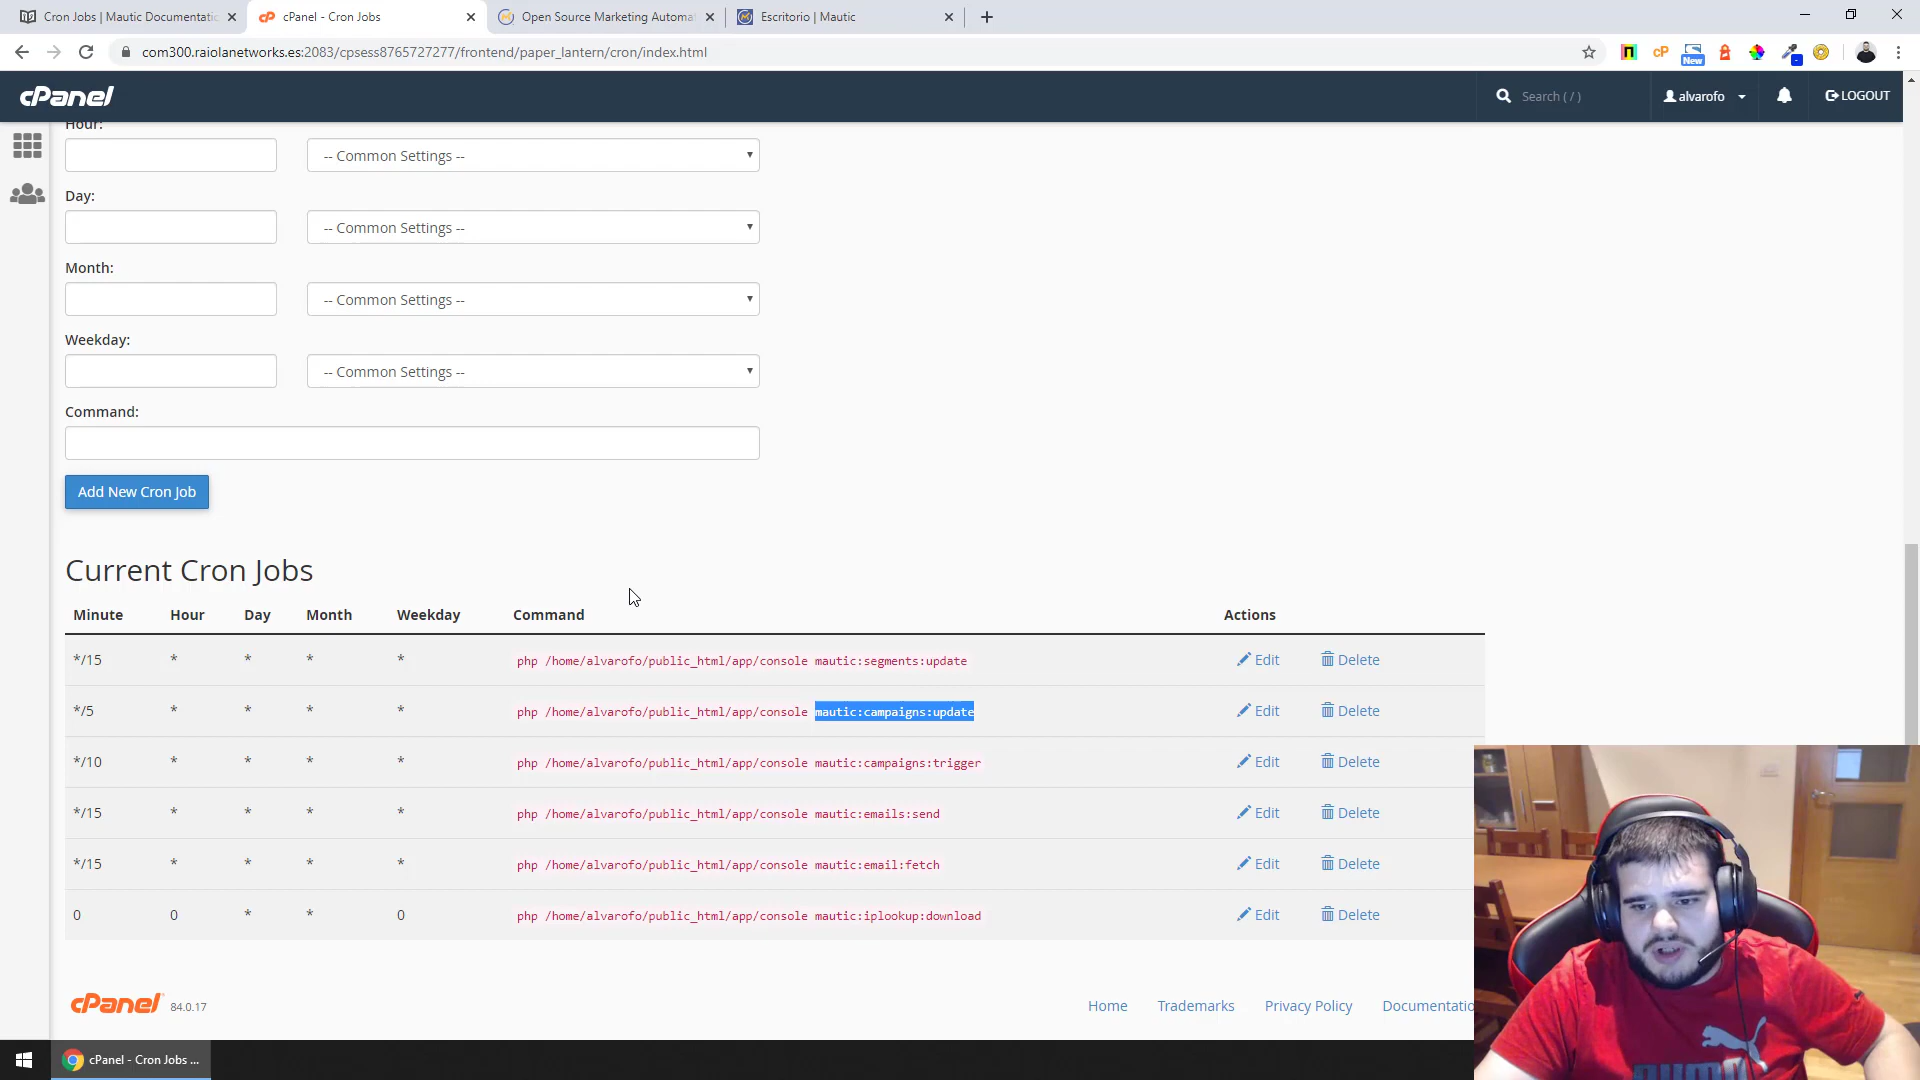 Cron Jobs | Mautic Documentatio
cPanel - Cron Jobs
Open Source Marketing Automat
Escritorio | Mautic
com300.raiolanetworks.es:2083/cpsess8765727277/frontend/paper_lantern/cron/index.html
cP
New
cPanel
Search ( / )
alvarofo
LOGOUT
Hour:
-- Common Settings --
Day:
-- Common Settings --
Month:
-- Common Settings --
Weekday:
-- Common Settings --
Command:
Add New Cron Job
Current Cron Jobs
Minute Hour Day Month Weekday Command Actions
*/15 * * * * php /home/alvarofo/public_html/app/console mautic:segments:update Edit Delete
*/5 * * * * php /home/alvarofo/public_html/app/console mautic:campaigns:update Edit Delete
*/10 * * * * php /home/alvarofo/public_html/app/console mautic:campaigns:trigger Edit Delete
*/15 * * * * php /home/alvarofo/public_html/app/console mautic:emails:send Edit Delete
*/15 * * * * php /home/alvarofo/public_html/app/console mautic:email:fetch Edit Delete
0 0 * * 0 php /home/alvarofo/public_html/app/console mautic:iplookup:download Edit Delete
cPanel 84.0.17
Home Trademarks Privacy Policy Documentatio
cPanel - Cron Jobs ...
PUMA